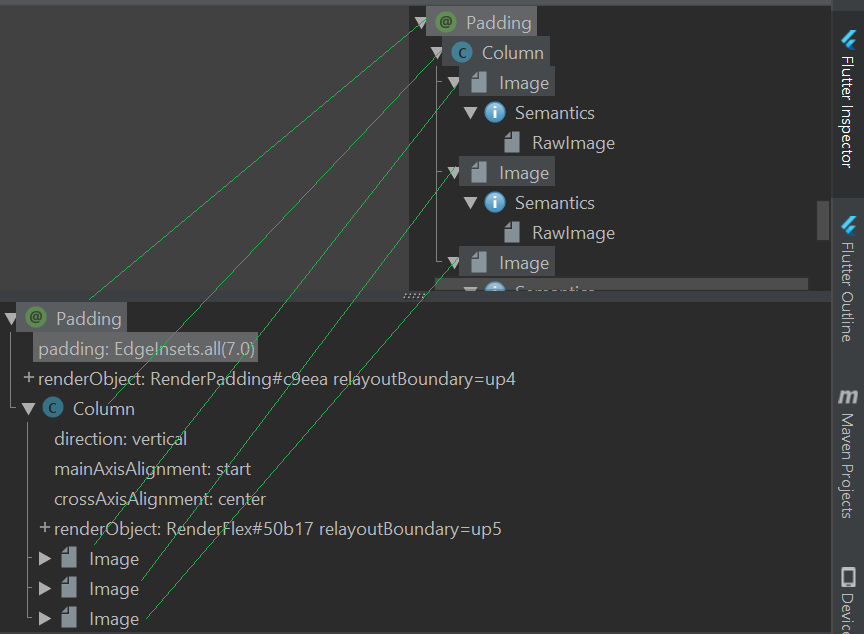 @ Padding
C Column
Image
i Semantics
RawImage
Image
i Semantics
RawImage
Image
Semantics
@ Padding
padding: EdgeInsets.all(7.0)
+ renderObject: RenderPadding#c9eea relayoutBoundary=up4
C Column
direction: vertical
mainAxisAlignment: start
crossAxisAlignment: center
+ renderObject: RenderFlex#50b17 relayoutBoundary=up5
Image
Image
Image
Flutter Inspector
Flutter Outline
m Maven Projects
Device